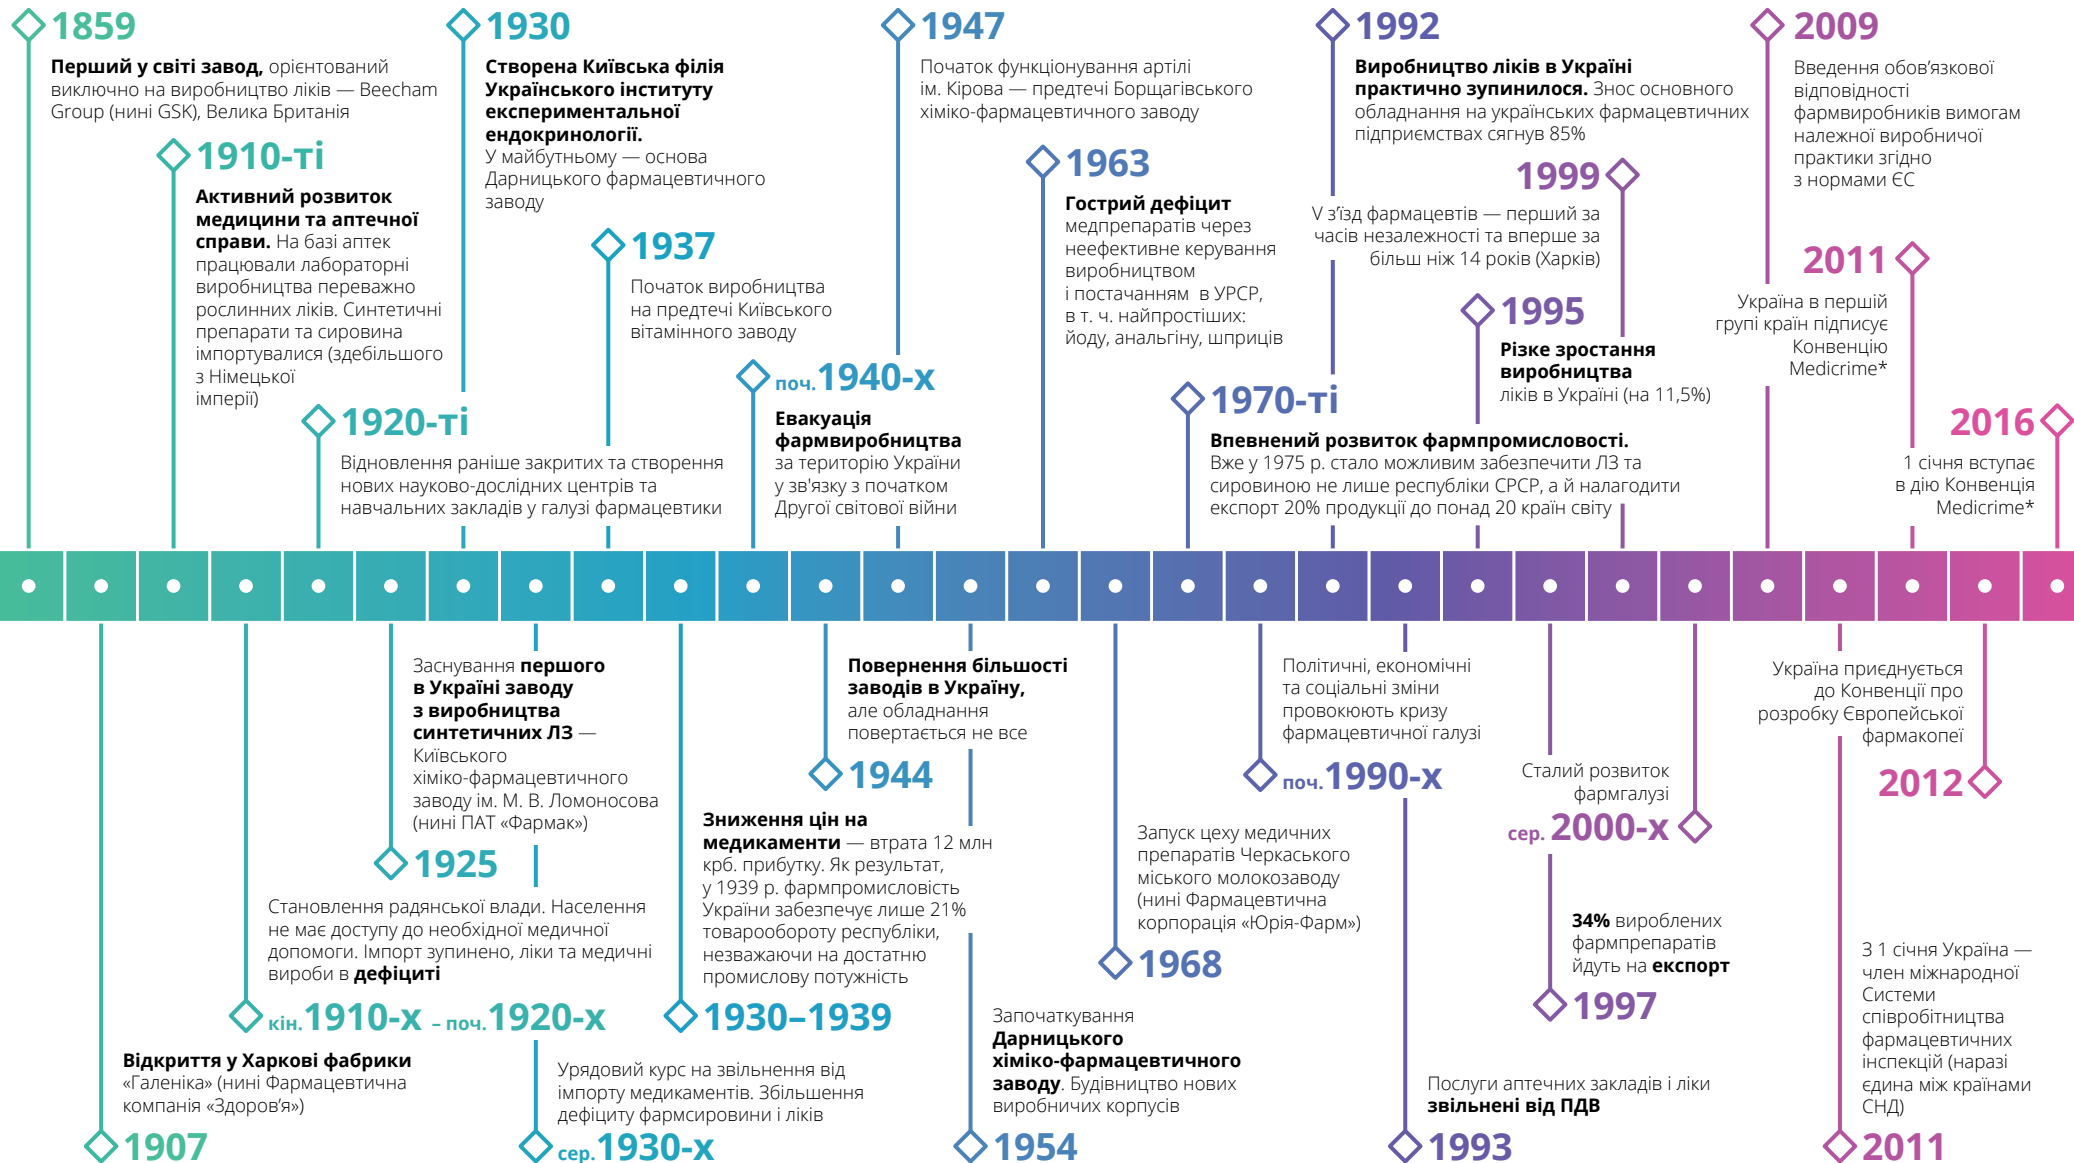 1859
Перший у світі завод, орієнтований
виключно на виробництво ліків — Beecham
Group (нині GSK), Велика Британія
1910-ті
Активний розвиток
медицини та аптечної
справи. На базі аптек
працювали лабораторні
виробництва переважно
рослинних ліків. Синтетичні
препарати та сировина
імпортувалися (здебільшого
з Німецької
імперії)
1920-ті
Відновлення раніше закритих та створення
нових науково-дослідних центрів та
навчальних закладів у галузі фармацевтики
1930
Створена Київська філія
Українського інституту
експериментальної
ендокринології.
У майбутньому — основа
Дарницького фармацевтичного
заводу
1937
Початок виробництва
на предтечі Київського
вітамінного заводу
поч.1940-х
Евакуація
фармвиробництва
за територію України
у зв'язку з початком
Другої світової війни
1947
Початок функціонування артілі
ім. Кірова — предтечі Борщагівського
хіміко-фармацевтичного заводу
1963
Гострий дефіцит
медпрепаратів через
неефективне керування
виробництвом
і постачанням в УРСР,
в т. ч. найпростіших:
йоду, анальгіну, шприців
1970-ті
Впевнений розвиток фармпромисловості.
Вже у 1975 р. стало можливим забезпечити ЛЗ та
сировиною не лише республіки СРСР, а й налагодити
експорт 20% продукції до понад 20 країн світу
1992
Виробництво ліків в Україні
практично зупинилося. Знос основного
обладнання на українських фармацевтичних
підприємствах сягнув 85%
1999
V з’їзд фармацевтів — перший за
часів незалежності та вперше за
більш ніж 14 років (Харків)
1995
Різке зростання
виробництва
ліків в Україні (на 11,5%)
2009
Введення обов’язкової
відповідності
фармвиробників вимогам
належної виробничої
практики згідно
з нормами ЄС
2011
Україна в першій
групі країн підписує
Конвенцію
Medicrime*
2016
1 січня вступає
в дію Конвенція
Medicrime*
Відкриття у Харкові фабрики
«Галеніка» (нині Фармацевтична
компанія «Здоров’я»)
1907
Становлення радянської влади. Населення
не має доступу до необхідної медичної
допомоги. Імпорт зупинено, ліки та медичні
вироби в дефіциті
кін.1910-х – поч.1920-х
Заснування першого
в Україні заводу
з виробництва
синтетичних ЛЗ —
Київського
хіміко-фармацевтичного
заводу ім. М. В. Ломоносова
(нині ПАТ «Фармак»)
1925
Урядовий курс на звільнення від
імпорту медикаментів. Збільшення
дефіциту фармсировини і ліків
сер.1930-х
Зниження цін на
медикаменти — втрата 12 млн
крб. прибутку. Як результат,
у 1939 р. фармпромисловість
України забезпечує лише 21%
товарообороту республіки,
незважаючи на достатню
промислову потужність
1930–1939
Повернення більшості
заводів в Україну,
але обладнання
повертається не все
1944
Започаткування
Дарницького
хіміко-фармацевтичного
заводу. Будівництво нових
виробничих корпусів
1954
Запуск цеху медичних
препаратів Черкаського
міського молокозаводу
(нині Фармацевтична
корпорація «Юрія-Фарм»)
1968
Політичні, економічні
та соціальні зміни
провокюють кризу
фармацевтичної галузі
поч.1990-х
Послуги аптечних закладів і ліки
звільнені від ПДВ
1993
34% вироблених
фармпрепаратів
йдуть на експорт
1997
Сталий розвиток
фармгалузі
сер. 2000-х
З 1 січня Україна —
член міжнародної
Системи
співробітництва
фармацевтичних
інспекцій (наразі
єдина між країнами
СНД)
2011
Україна приєднується
до Конвенції про
розробку Європейської
фармакопеї
2012